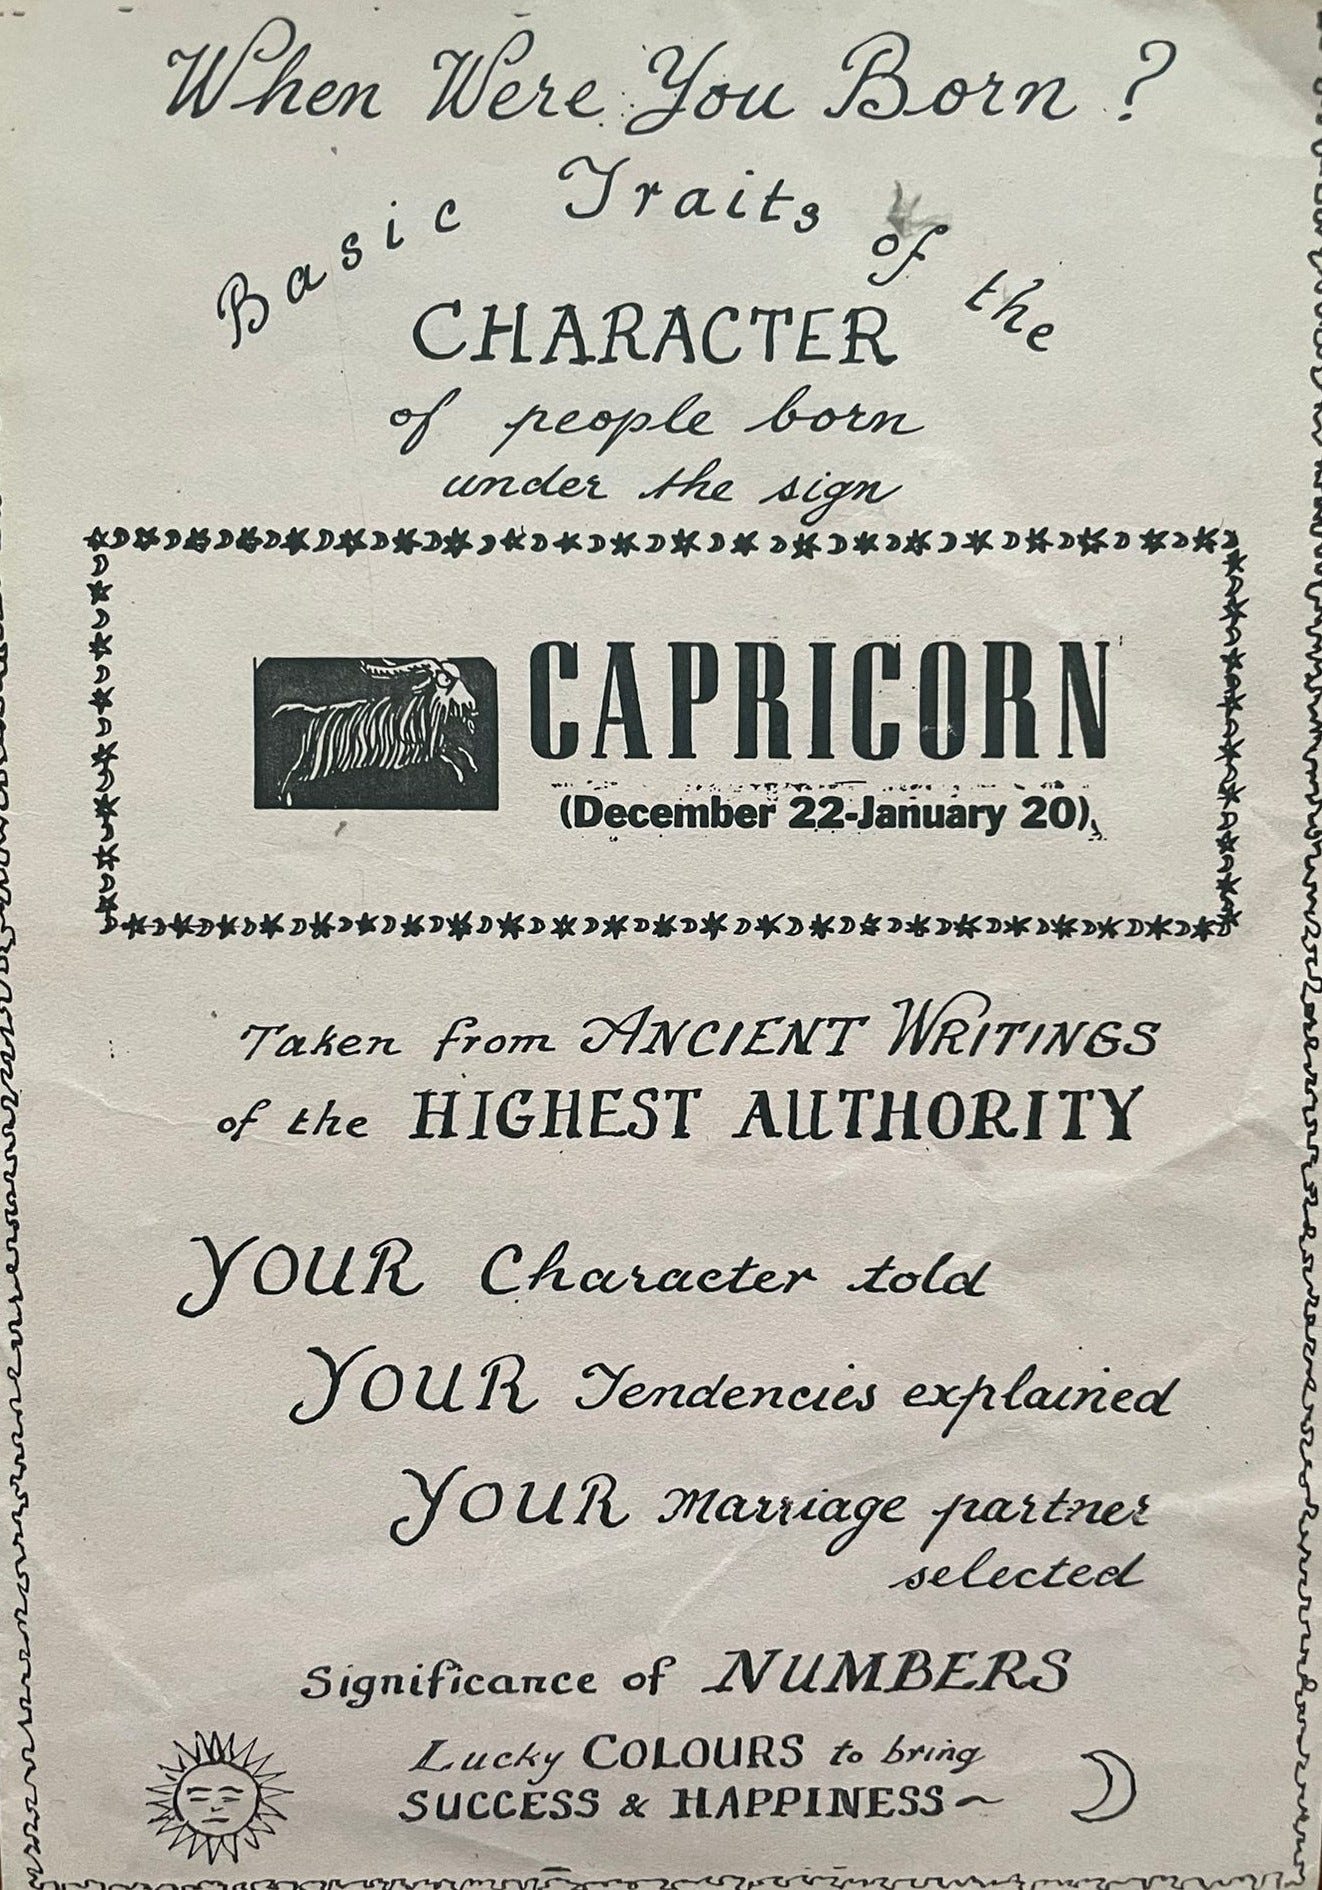 When Were You Born ?
Basic Traits of the
CHARACTER
of people born
under the sign
CAPRICORN
(December 22-January 20)
Taken from ANCIENT WRITINGS
of the HIGHEST AUTHORITY
YOUR Character told
YOUR Tendencies explained
YOUR Marriage partner
selected
Significance of NUMBERS
Lucky COLOURS to bring
SUCCESS & HAPPINESS ~